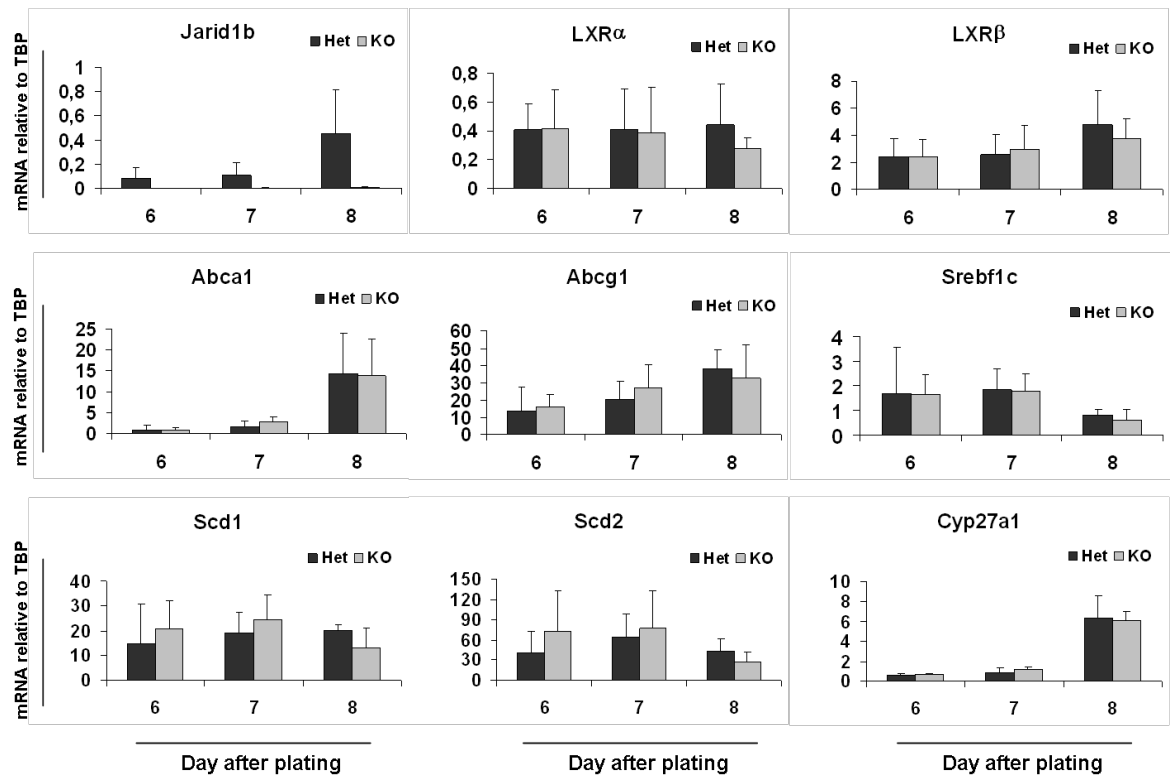 Jarid1b
Het KO
mRNA relative to TBP
1
0,8
0,6
0,4
0,2
0
6 7 8
LXRα
Het KO
0,8
0,6
0,4
0,2
0
6 7 8
LXRβ
Het KO
8
6
4
2
0
6 7 8
Abca1
Het KO
mRNA relative to TBP
25
20
15
10
5
0
6 7 8
Abcg1
Het KO
60
50
40
30
20
10
0
6 7 8
Srebf1c
Het KO
4
3
2
1
0
6 7 8
Scd1
Het KO
mRNA relative to TBP
40
30
20
10
0
6 7 8
Day after plating
Scd2
Het KO
150
120
90
60
30
0
6 7 8
Day after plating
Cyp27a1
Het KO
10
8
6
4
2
0
6 7 8
Day after plating